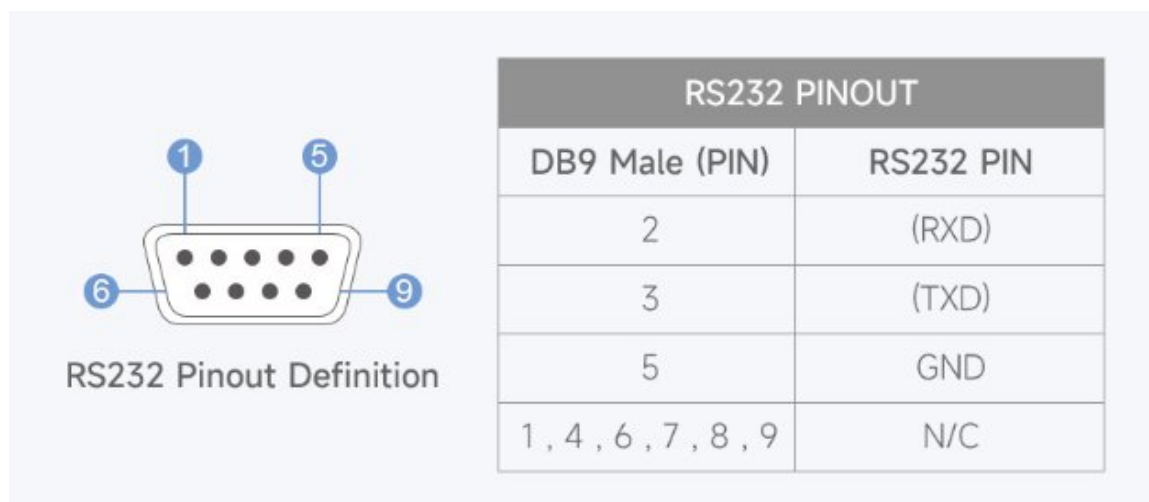 1 5
6 9
RS232 Pinout Definition
RS232 PINOUT
DB9 Male (PIN) RS232 PIN
2 (RXD)
3 (TXD)
5 GND
1 , 4 , 6 , 7 , 8 , 9 N/C